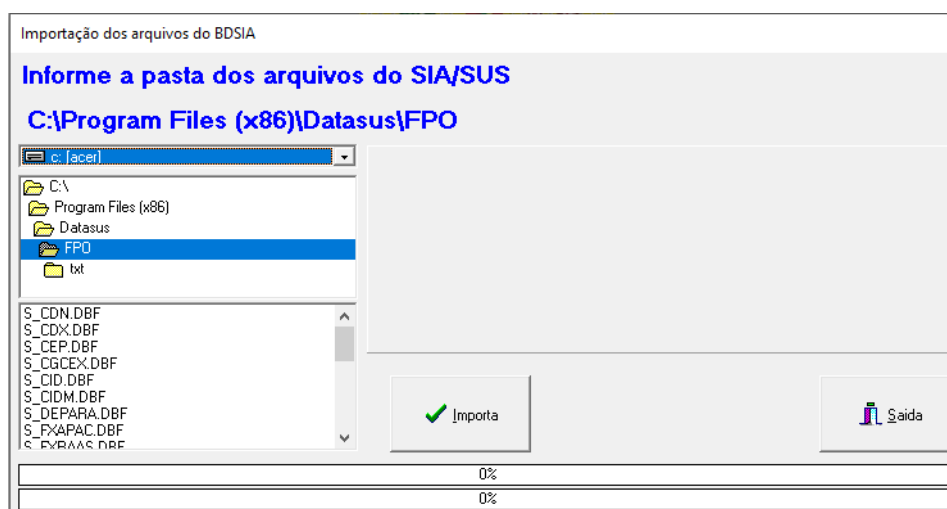 Importação dos arquivos do BDSIA
Informe a pasta dos arquivos do SIA/SUS
C:\Program Files (x86)\Datasus\FPO
c: [acer]
C:\
Program Files (x86)
Datasus
FPO
txt
S_CDN.DBF
S_CDX.DBF
S_CEP.DBF
S_CGCEX.DBF
S_CID.DBF
S_CIDM.DBF
S_DEPARA.DBF
S_FXAPAC.DBF
S_FXBAAS.DBF
Importa
Saida
0%
0%